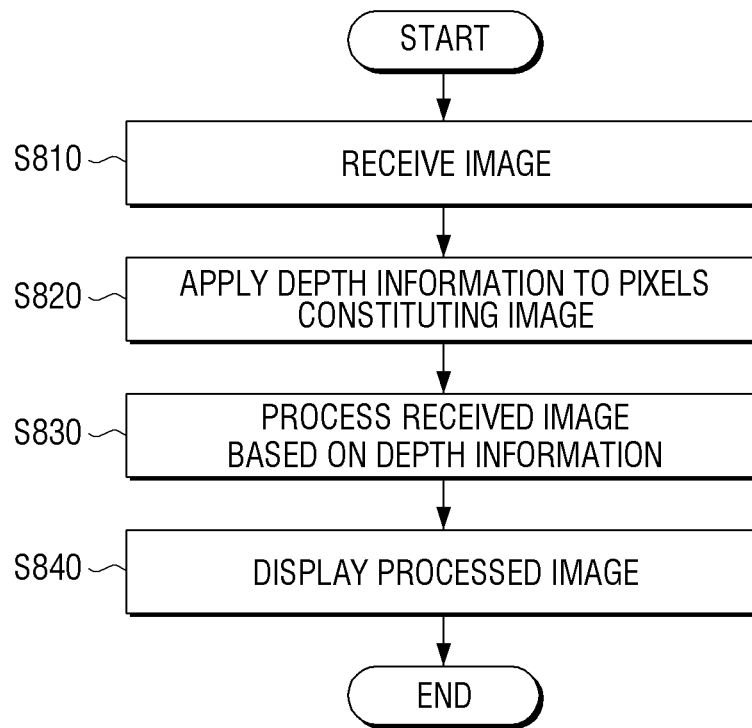 START
S810
RECEIVE IMAGE
S820
APPLY DEPTH INFORMATION TO PIXELS
CONSTITUTING IMAGE
S830
PROCESS RECEIVED IMAGE
BASED ON DEPTH INFORMATION
S840
DISPLAY PROCESSED IMAGE
END